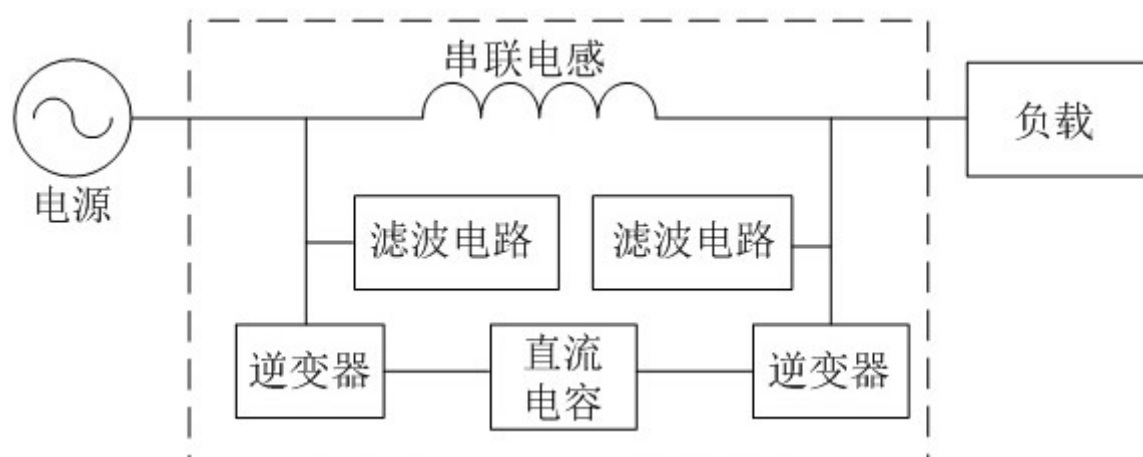 串联电感
负载
电源
滤波电路
滤波电路
逆变器
直流
电容
逆变器